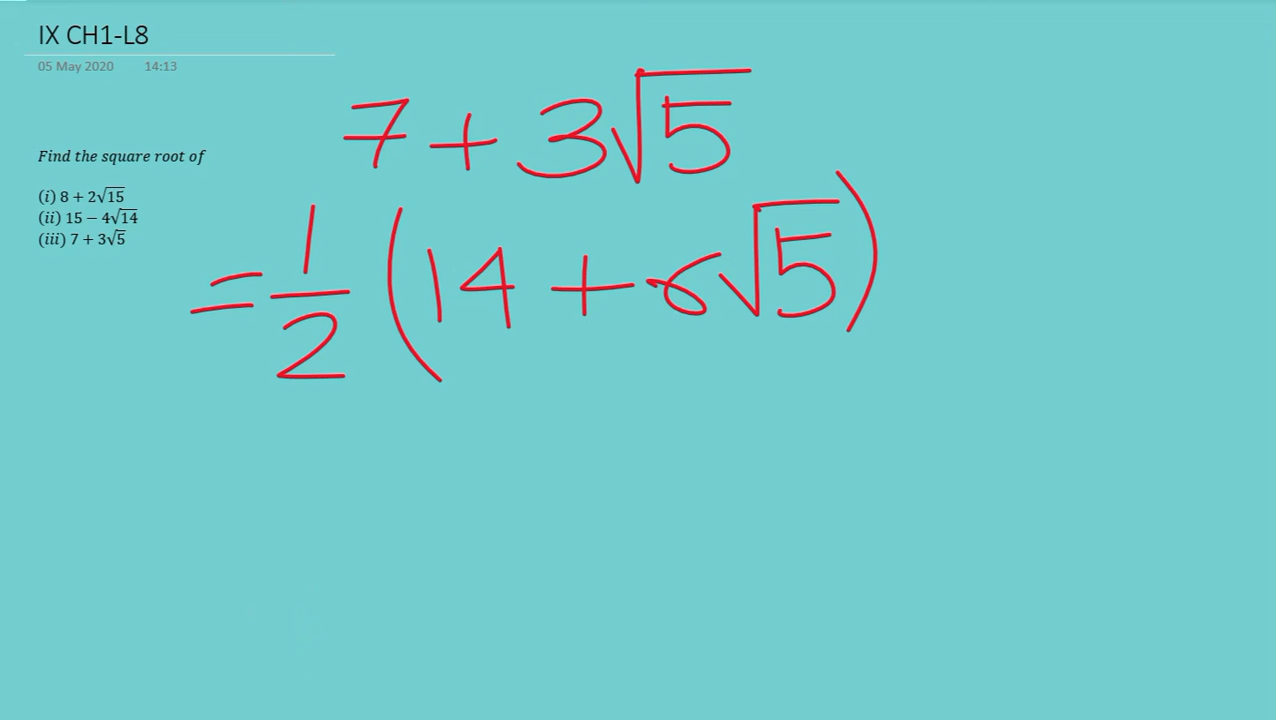 IX CH1-L8
05 May 2020 14:13
Find the square root of
(i) 8 + 2√15
(ii) 15 − 4√14
(iii) 7 + 3√5
7 + 3√5
= 1/2 (14 + 6√5)